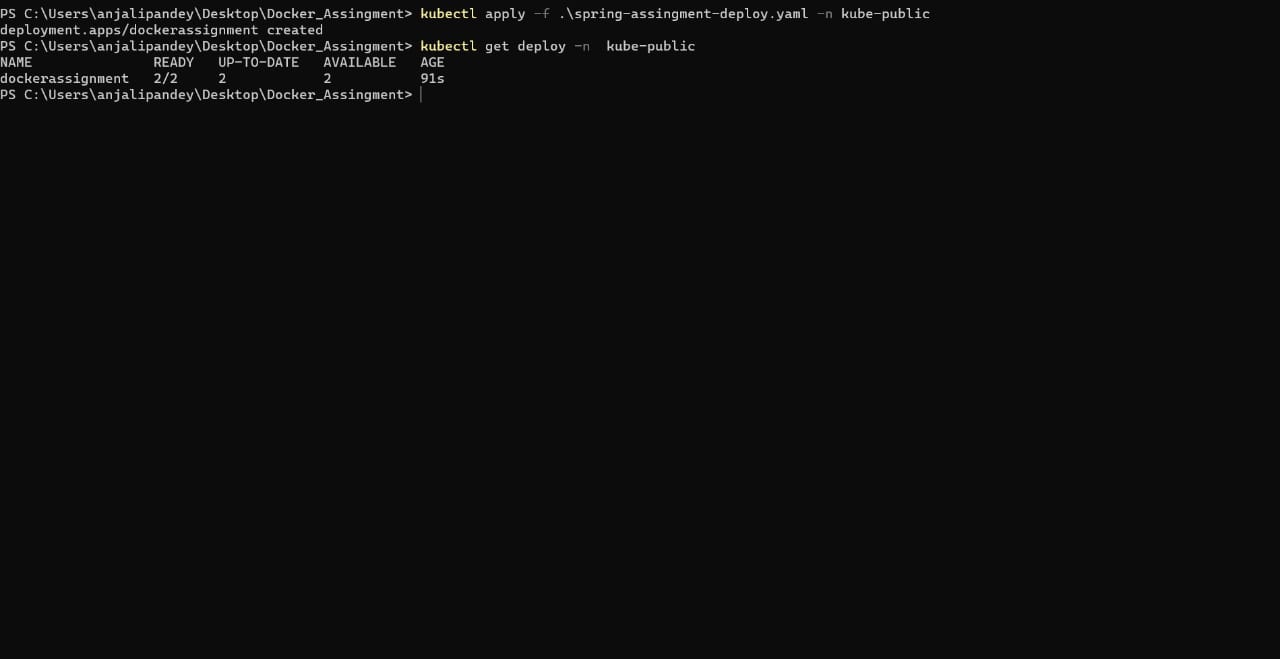 PS C:\Users\anjalipandey\Desktop\Docker_Assingment> kubectl apply -f .\spring-assingment-deploy.yaml -n kube-public
deployment.apps/dockerassignment created
PS C:\Users\anjalipandey\Desktop\Docker_Assingment> kubectl get deploy -n  kube-public
NAME               READY   UP-TO-DATE   AVAILABLE   AGE
dockerassignment   2/2     2            2           91s
PS C:\Users\anjalipandey\Desktop\Docker_Assingment>